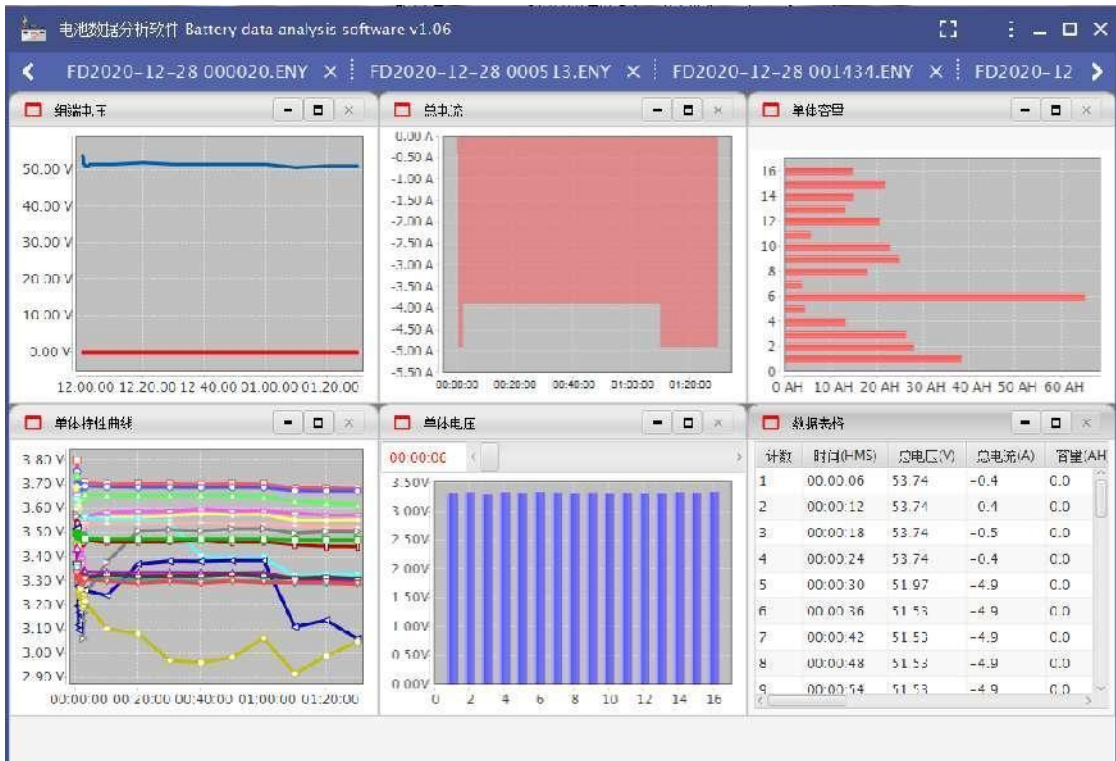 电池数据分析软件 Battery data analysis software v1.06
FD2020-12-28 000020.ENY
FD2020-12-28 000513.ENY
FD2020-12-28 001434.ENY
FD2020-12
组端电压
50.00 V
40.00 V
30.00 V
20.00 V
10.00 V
0.00 V
12:00:00 12:20:00 12:40:00 01:00:00 01:20:00
总电流
0.00 A
-0.50 A
-1.00 A
-1.50 A
-2.00 A
-2.50 A
-3.00 A
-3.50 A
-4.00 A
-4.50 A
-5.00 A
-5.50 A
00:00:00 00:20:00 00:40:00 01:00:00 01:20:00
单体容量
16
14
12
10
8
6
4
2
0
0 AH 10 AH 20 AH 30 AH 40 AH 50 AH 60 AH
单体特性曲线
3.80 V
3.70 V
3.60 V
3.50 V
3.40 V
3.30 V
3.20 V
3.10 V
3.00 V
2.90 V
00:00:00 00:20:00 00:40:00 01:00:00 01:20:00
单体电压
00:00:06
3.50V
3.00V
2.50V
2.00V
1.50V
1.00V
0.50V
0.00V
0 2 4 6 8 10 12 14 16
数据表格
计数 时间(HMS) 总电压(V) 总电流(A) 容量(AH
1 00:00:06 53.74 -0.4 0.0
2 00:00:12 53.74 -0.4 0.0
3 00:00:18 53.74 -0.5 0.0
4 00:00:24 53.74 -0.4 0.0
5 00:00:30 51.97 -4.9 0.0
6 00:00:36 51.53 -4.9 0.0
7 00:00:42 51.53 -4.9 0.0
8 00:00:48 51.53 -4.9 0.0
9 00:00:54 51.53 -4.9 0.0